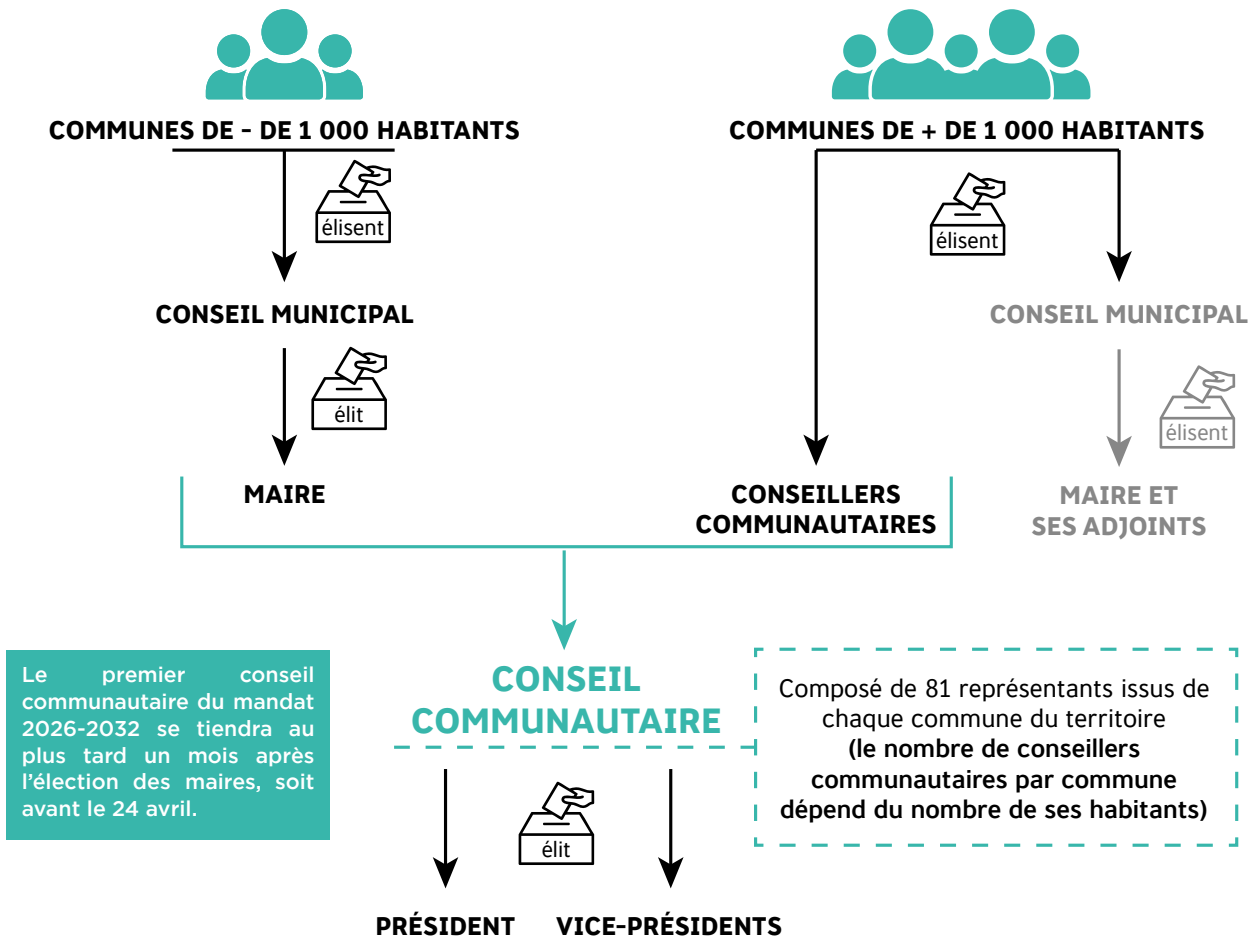 COMMUNES DE - DE 1 000 HABITANTS
COMMUNES DE + DE 1 000 HABITANTS
élisent
élisent
CONSEIL MUNICIPAL
CONSEIL MUNICIPAL
élit
élisent
MAIRE
CONSEILLERS
COMMUNAUTAIRES
MAIRE ET
SES ADJOINTS
Le premier conseil
communautaire du mandat
2026-2032 se tiendra au
plus tard un mois après
l'élection des maires, soit
avant le 24 avril.
CONSEIL
COMMUNAUTAIRE
Composé de 81 représentants issus de
chaque commune du territoire
(le nombre de conseillers
communautaires par commune
dépend du nombre de ses habitants)
élit
PRÉSIDENT
VICE-PRÉSIDENTS